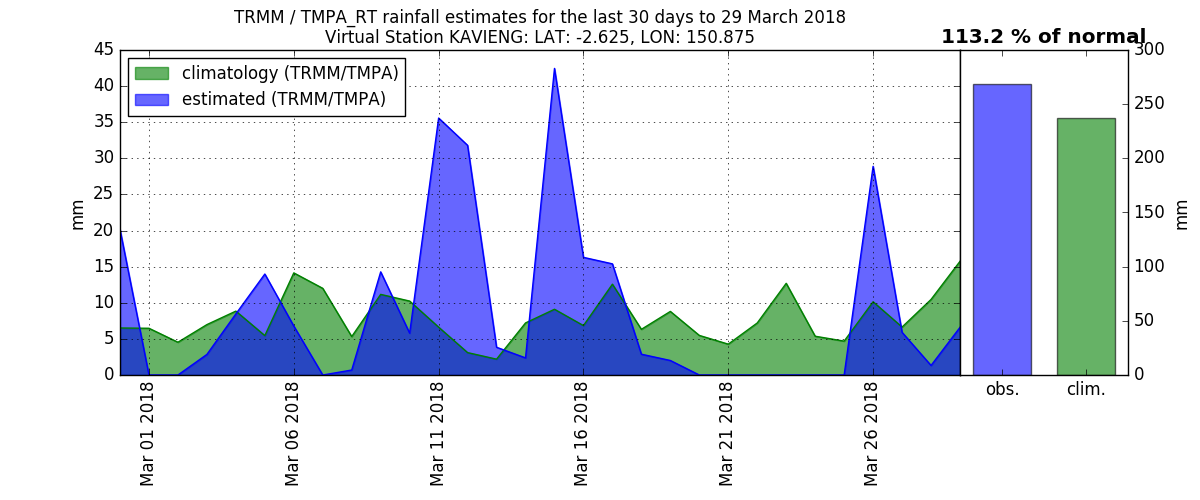 TRMM / TMPA_RT rainfall estimates for the last 30 days to 29 March 2018
Virtual Station KAVIENG: LAT: -2.625, LON: 150.875
113.2 % of normal
climatology (TRMM/TMPA)
estimated (TRMM/TMPA)
mm
45
40
35
30
25
20
15
10
5
0
Mar 01 2018
Mar 06 2018
Mar 11 2018
Mar 16 2018
Mar 21 2018
Mar 26 2018
300
250
200
150
100
50
0
mm
obs.
clim.